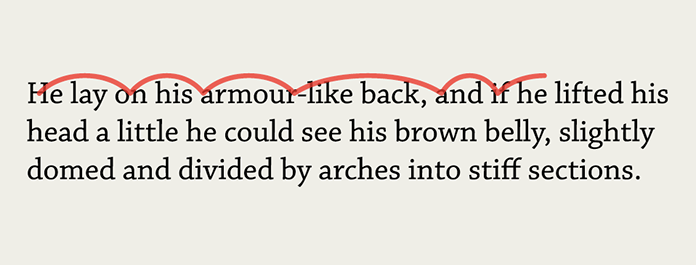 He lay on his armour-like back, and if he lifted his
head a little he could see his brown belly, slightly
domed and divided by arches into stiff sections.